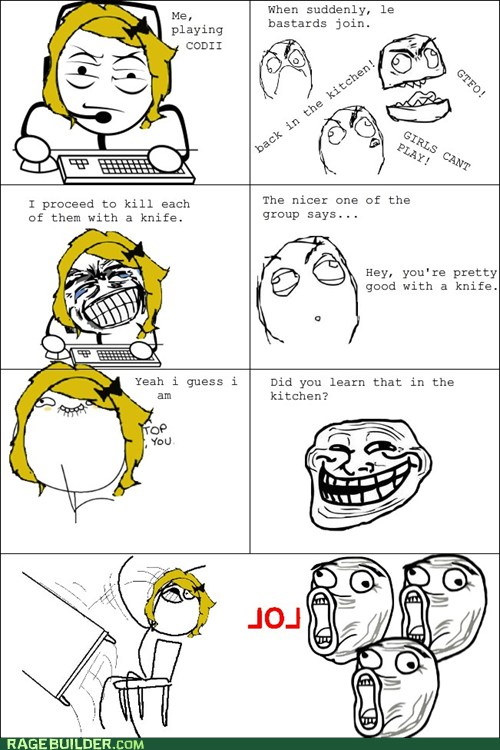 Me,
playing
CODII
When suddenly, le
bastards join.
back in the kitchen!
GTFO!
GIRLS CANT
PLAY!
I proceed to kill each
of them with a knife.
The nicer one of the
group says...
Hey, you're pretty
good with a knife.
Yeah i guess i
am
TOP
YOU
Did you learn that in the
kitchen?
LOL
RAGEBUILDER.COM